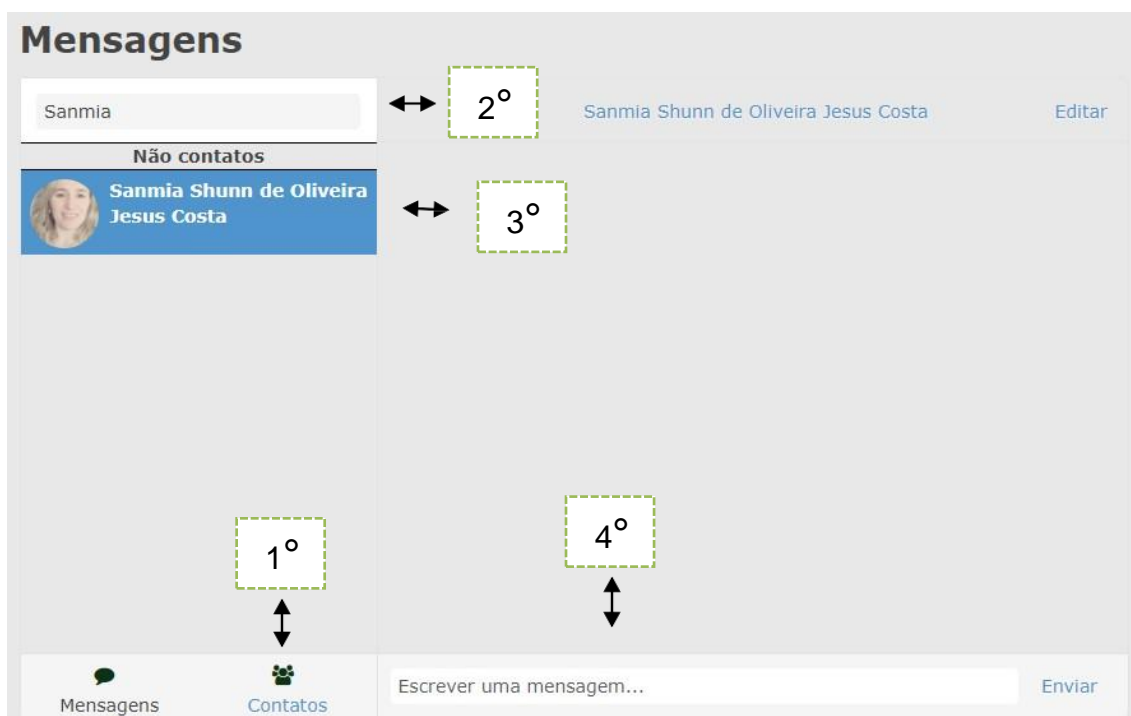 Mensagens
Sanmia
2°
Sanmia Shunn de Oliveira Jesus Costa
Editar
Não contatos
Sanmia Shunn de Oliveira
Jesus Costa
3°
1°
4°
Mensagens
Contatos
Escrever uma mensagem...
Enviar